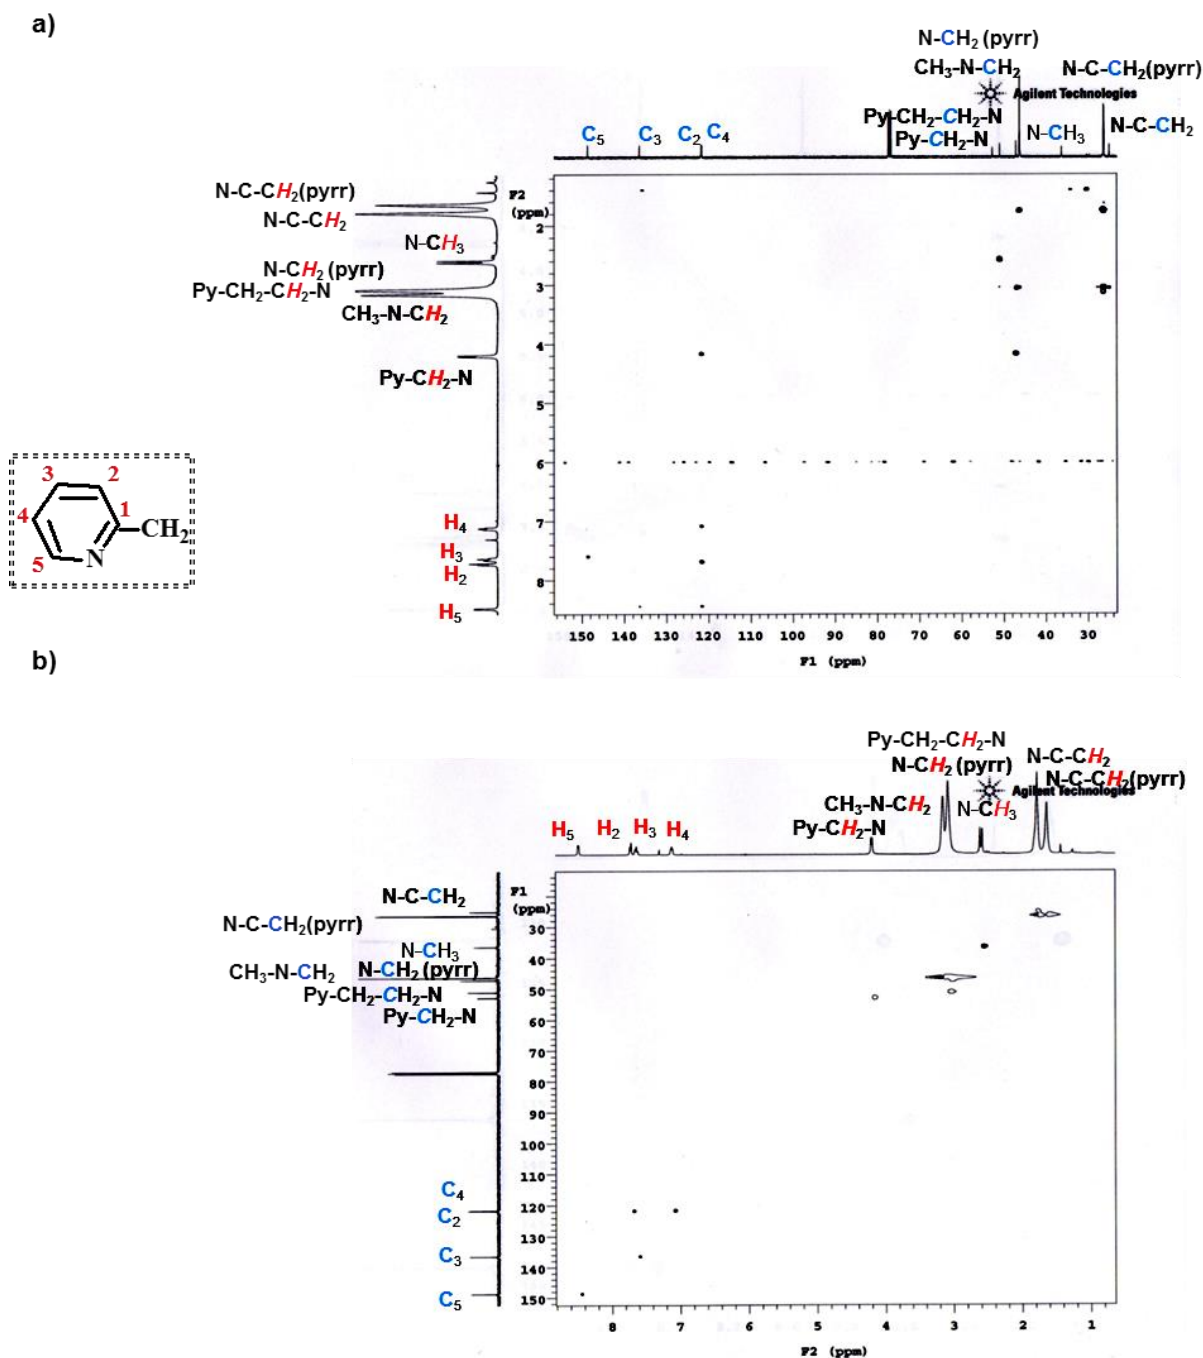 a)
N-CH₂ (pyrr)
CH₃-N-CH₂
N-C-CH₂(pyrr)
Agilent Technologies
Py-CH₂-CH₂-N
C₅ C₃ C₂ C₄
Py-CH₂-N
N-CH₃
N-C-CH₂
N-C-CH₂(pyrr)
N-C-CH₂
N-CH₃
N-CH₂ (pyrr)
Py-CH₂-CH₂-N
CH₃-N-CH₂
Py-CH₂-N
H₄
H₃
H₂
H₅
F2
(ppm)
2
3
4
5
6
7
8
150 140 130 120 110 100 90 80 70 60 50 40 30
F1 (ppm)
3 2
4 1 CH₂
5 N
b)
Py-CH₂-CH₂-N
N-CH₂ (pyrr)
N-C-CH₂
N-C-CH₂(pyrr)
Agilent Technologies
CH₃-N-CH₂
N-CH₃
Py-CH₂-N
H₅ H₂ H₃ H₄
N-C-CH₂
N-C-CH₂(pyrr)
N-CH₃
CH₃-N-CH₂ N-CH₂ (pyrr)
Py-CH₂-CH₂-N
Py-CH₂-N
C₄
C₂
C₃
C₅
F1
(ppm)
30
40
50
60
70
80
90
100
110
120
130
140
150
8 7 6 5 4 3 2 1
F2 (ppm)